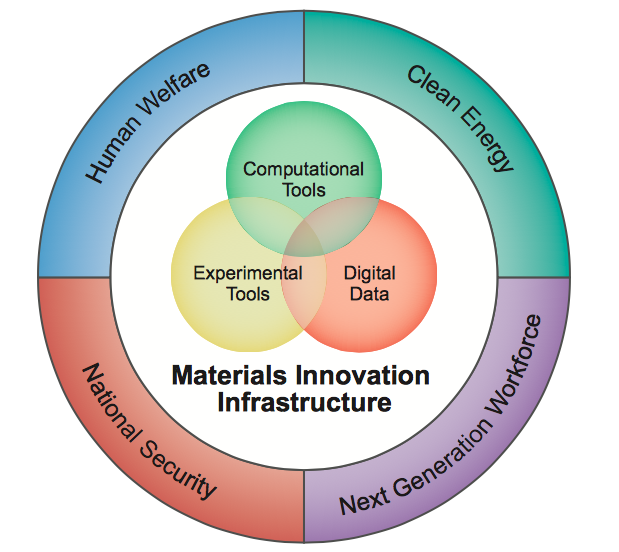 Human Welfare
Clean Energy
Computational
Tools
Experimental
Tools
Digital
Data
Materials Innovation
Infrastructure
National Security
Next Generation Workforce